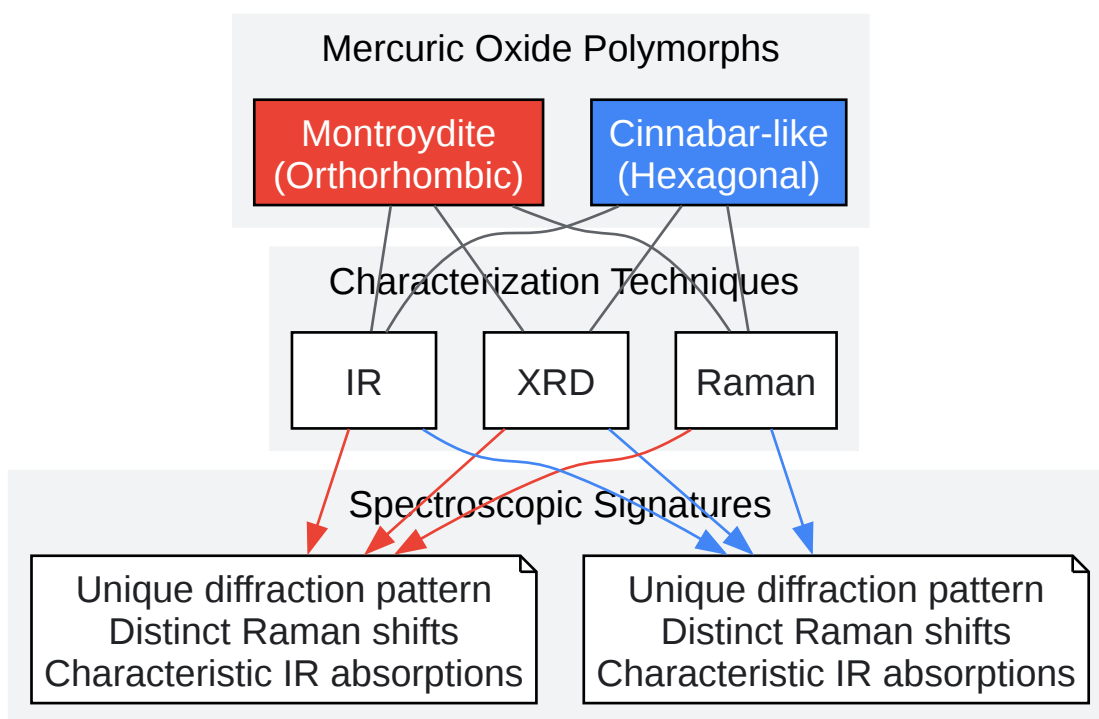 Mercuric Oxide Polymorphs
Montroydite
(Orthorhombic)
Cinnabar-like
(Hexagonal)
Characterization Techniques
IR
XRD
Raman
Spectroscopic Signatures
Unique diffraction pattern
Distinct Raman shifts
Characteristic IR absorptions
Unique diffraction pattern
Distinct Raman shifts
Characteristic IR absorptions